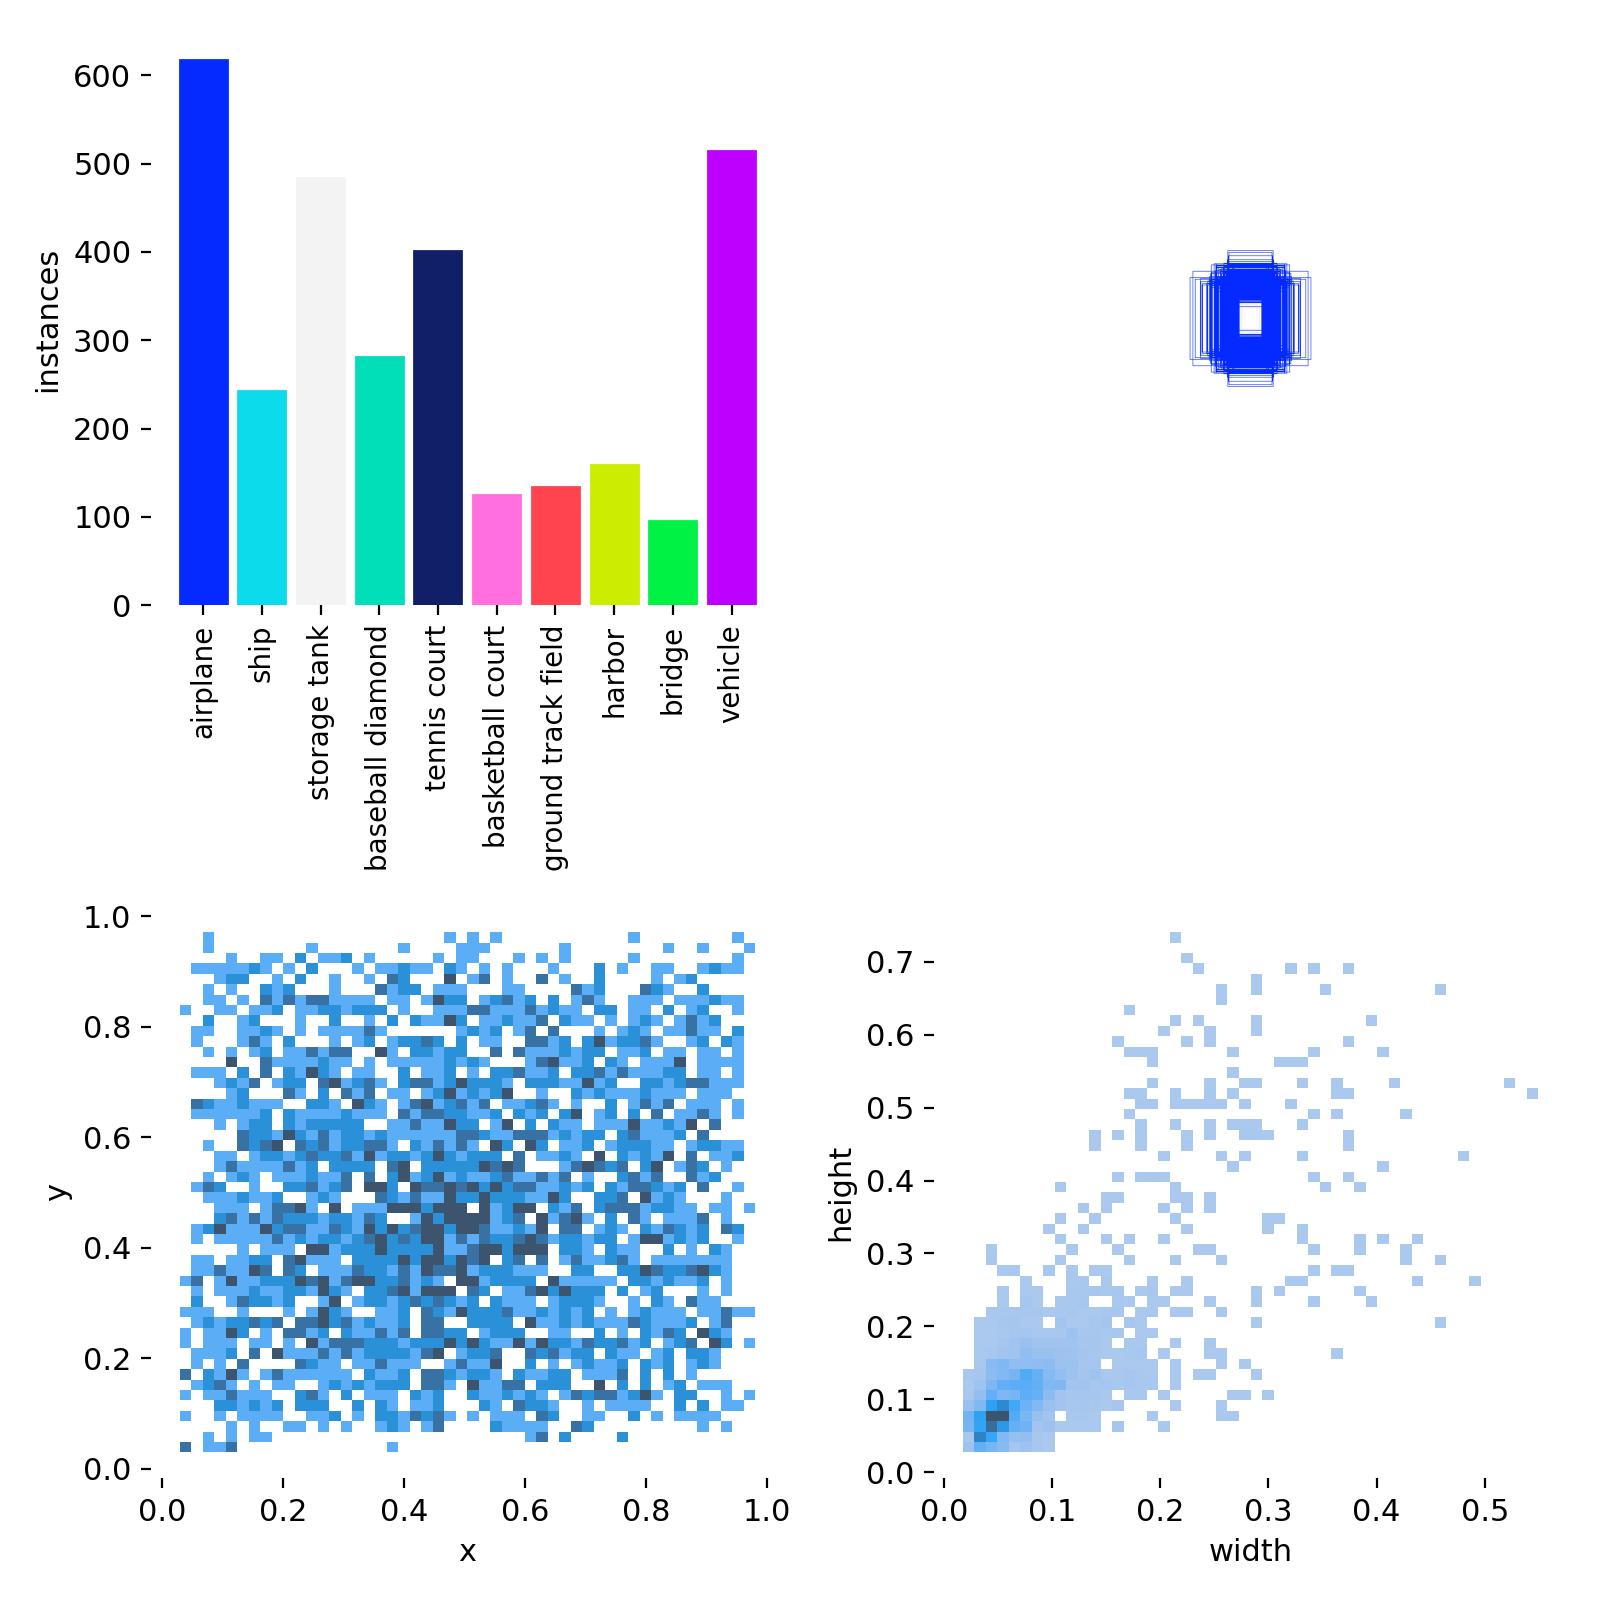 600
500
400
300
200
100
0
instances
airplane
ship
storage tank
baseball diamond
tennis court
basketball court
ground track field
harbor
bridge
vehicle
1.0
0.8
0.6
0.4
0.2
0.0
y
0.0 0.2 0.4 0.6 0.8 1.0
x
0.7
0.6
0.5
0.4
0.3
0.2
0.1
0.0
height
0.0 0.1 0.2 0.3 0.4 0.5
width